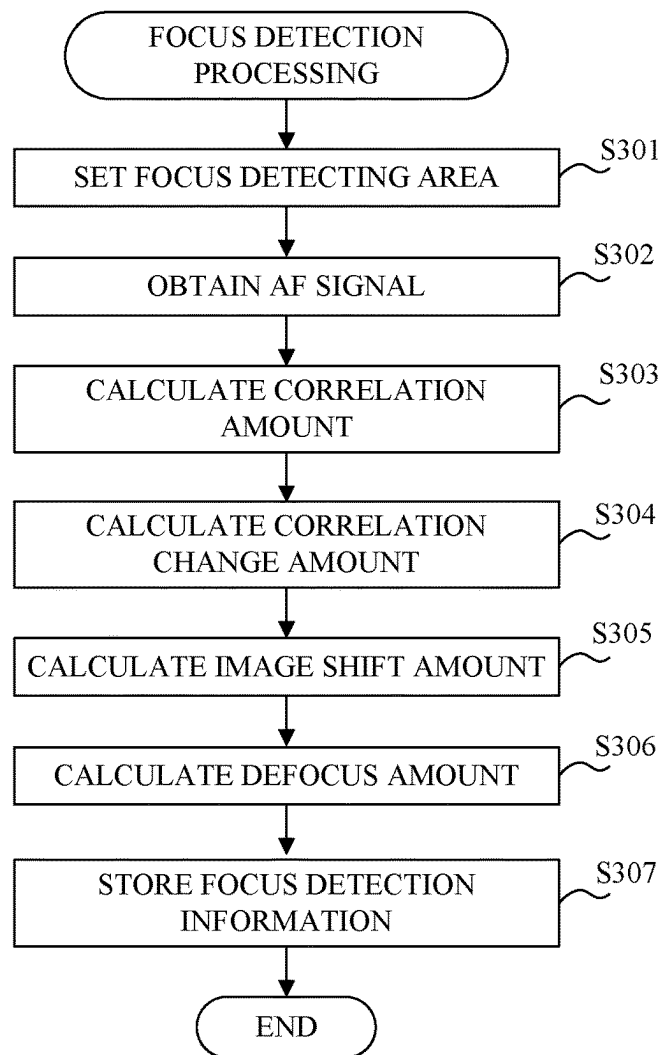 FOCUS DETECTION
PROCESSING
S301
SET FOCUS DETECTING AREA
S302
OBTAIN AF SIGNAL
S303
CALCULATE CORRELATION
AMOUNT
S304
CALCULATE CORRELATION
CHANGE AMOUNT
S305
CALCULATE IMAGE SHIFT AMOUNT
S306
CALCULATE DEFOCUS AMOUNT
S307
STORE FOCUS DETECTION
INFORMATION
END